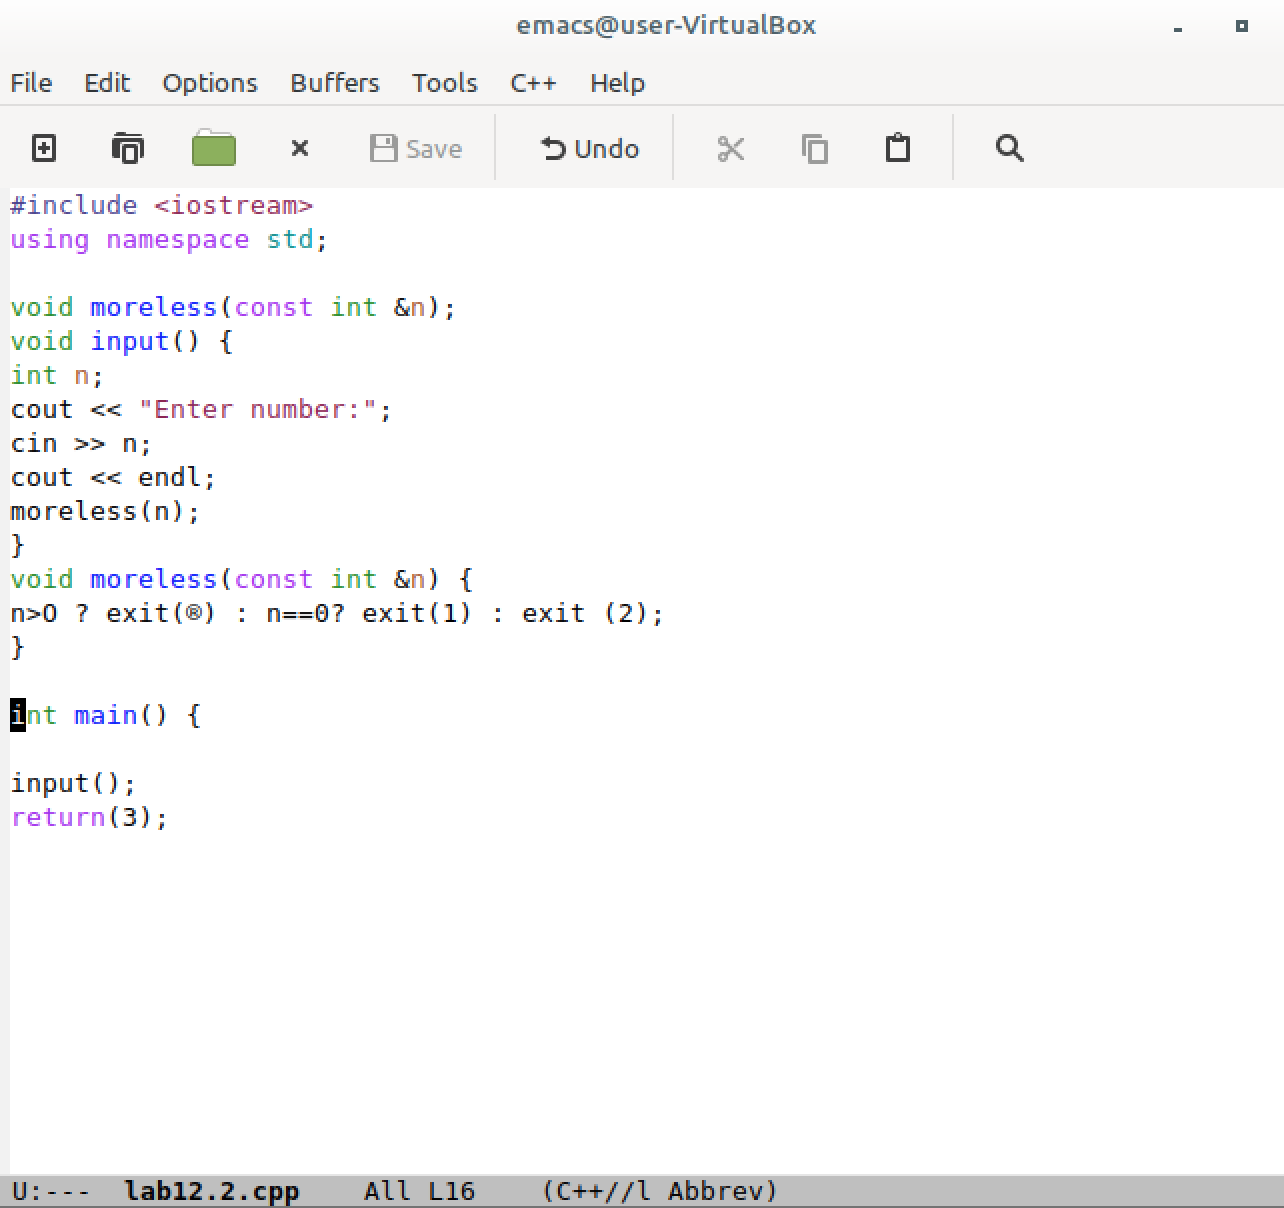 emacs@user-VirtualBox
File Edit Options Buffers Tools C++ Help
Save Undo
#include <iostream>
using namespace std;
void moreless(const int &n);
void input() {
int n;
cout << "Enter number:";
cin >> n;
cout << endl;
moreless(n);
}
void moreless(const int &n) {
n>O ? exit(®) : n==0? exit(1) : exit (2);
}
int main() {
input();
return(3);
U:--- lab12.2.cpp All L16 (C++//l Abbrev)